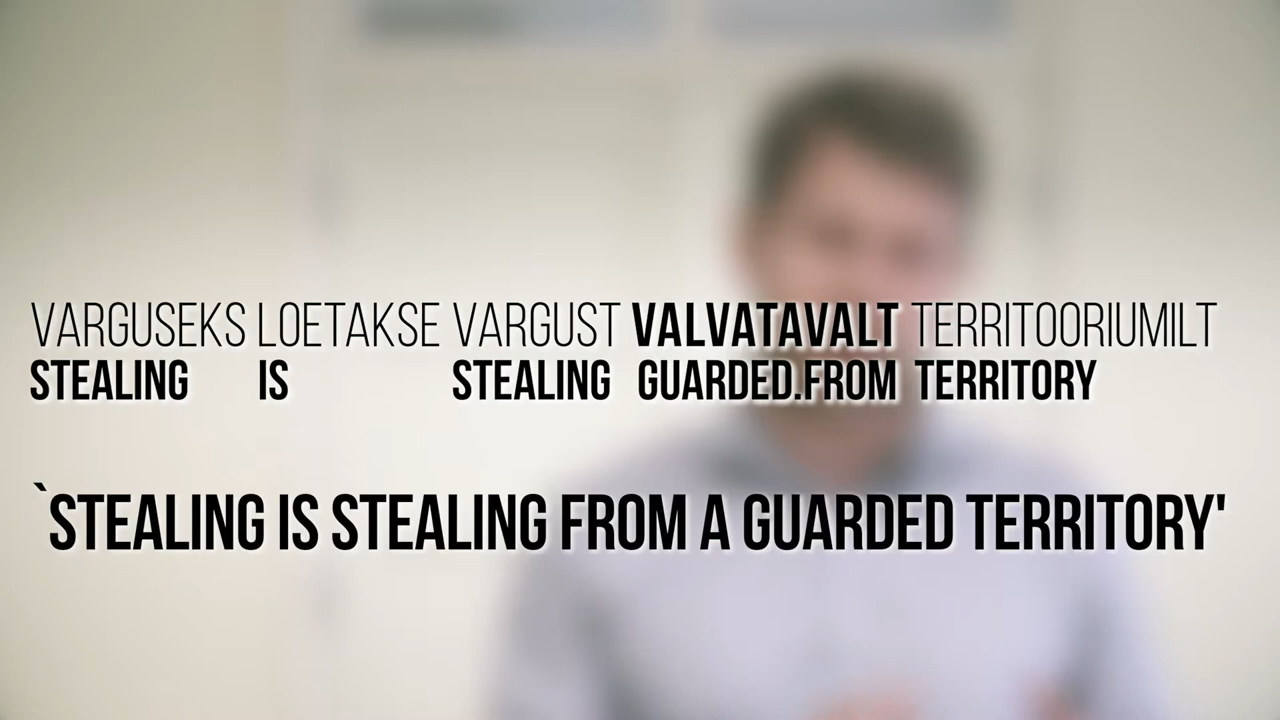 VARGUSEKS LOETAKSE VARGUST VALVATAVALT TERRITOORIUMILT
STEALING IS STEALING GUARDED.FROM TERRITORY
`STEALING IS STEALING FROM A GUARDED TERRITORY'